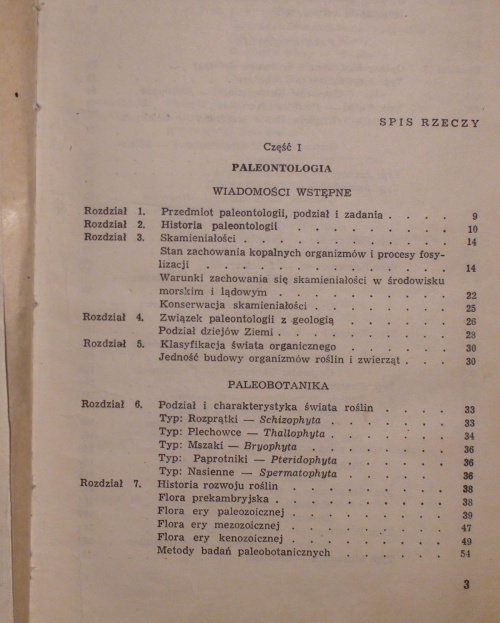 SPIS RZECZY
Część I
PALEONTOLOGIA
WIADOMOŚCI WSTĘPNE
Rozdział 1. Przedmiot paleontologii, podział i zadania . . . . 9
Rozdział 2. Historia paleontologii . . . . . . . . 10
Rozdział 3. Skamieniałości . . . . . . . . . . 14
Stan zachowania kopalnych organizmów i procesy fosy-
lizacji . . . . . . . . . . . . 14
Warunki zachowania się skamieniałości w środowisku
morskim i lądowym . . . . . . . . . 22
Konserwacja skamieniałości . . . . . . . 25
Rozdział 4. Związek paleontologii z geologią . . . . . . 26
Podział dziejów Ziemi . . . . . . . . . 28
Rozdział 5. Klasyfikacja świata organicznego . . . . . . 30
Jedność budowy organizmów roślin i zwierząt . . . 30
PALEOBOTANIKA
Rozdział 6. Podział i charakterystyka świata roślin . . . . 33
Typ: Rozprątki — Schizophyta . . . . . . 33
Typ: Plechowce — Thallophyta . . . . . . 34
Typ: Mszaki — Bryophyta . . . . . . . 36
Typ: Paprotniki — Pteridophyta . . . . . . 36
Typ: Nasienne — Spermatophyta . . . . . 36
Rozdział 7. Historia rozwoju roślin . . . . . . . . 38
Flora prekambryjska . . . . . . . . . 38
Flora ery paleozoicznej . . . . . . . . 39
Flora ery mezozoicznej . . . . . . . . 47
Flora ery kenozoicznej . . . . . . . . 49
Metody badań paleobotanicznych . . . . . . 54
3